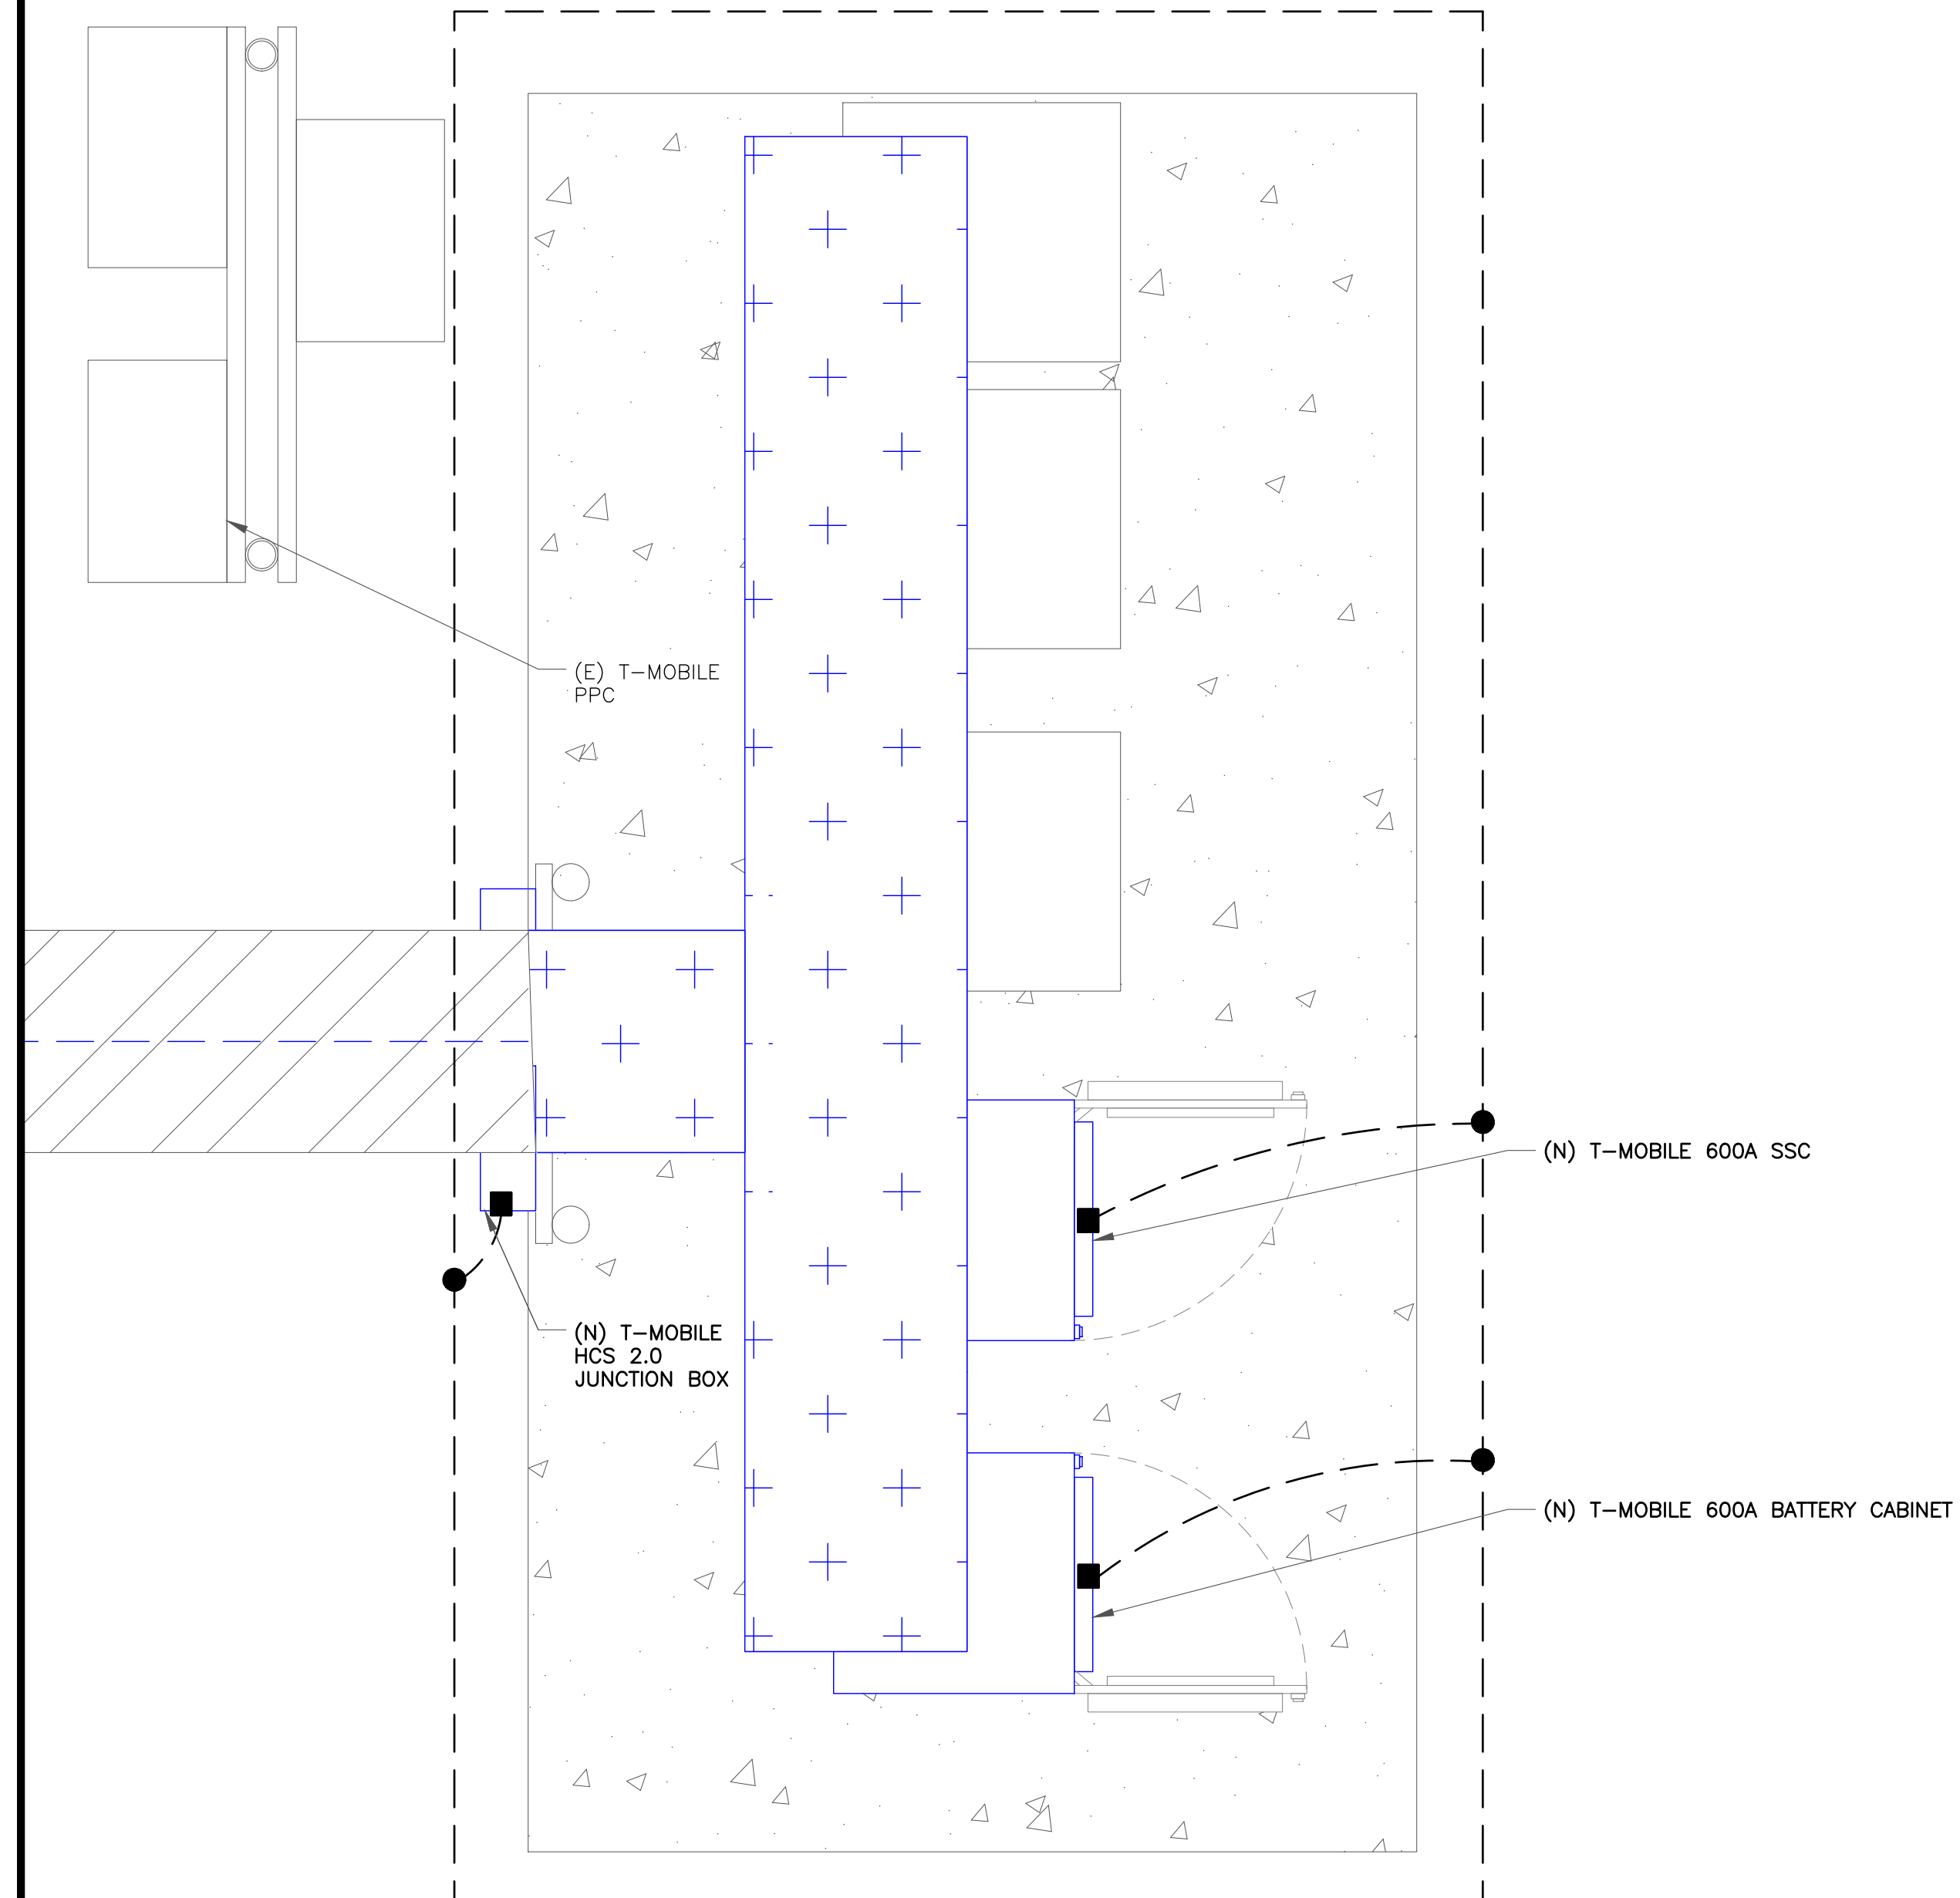 (E) T-MOBILE
PPC
(N) T-MOBILE 600A SSC
(N) T-MOBILE
HCS 2.0
JUNCTION BOX
(N) T-MOBILE 600A BATTERY CABINET